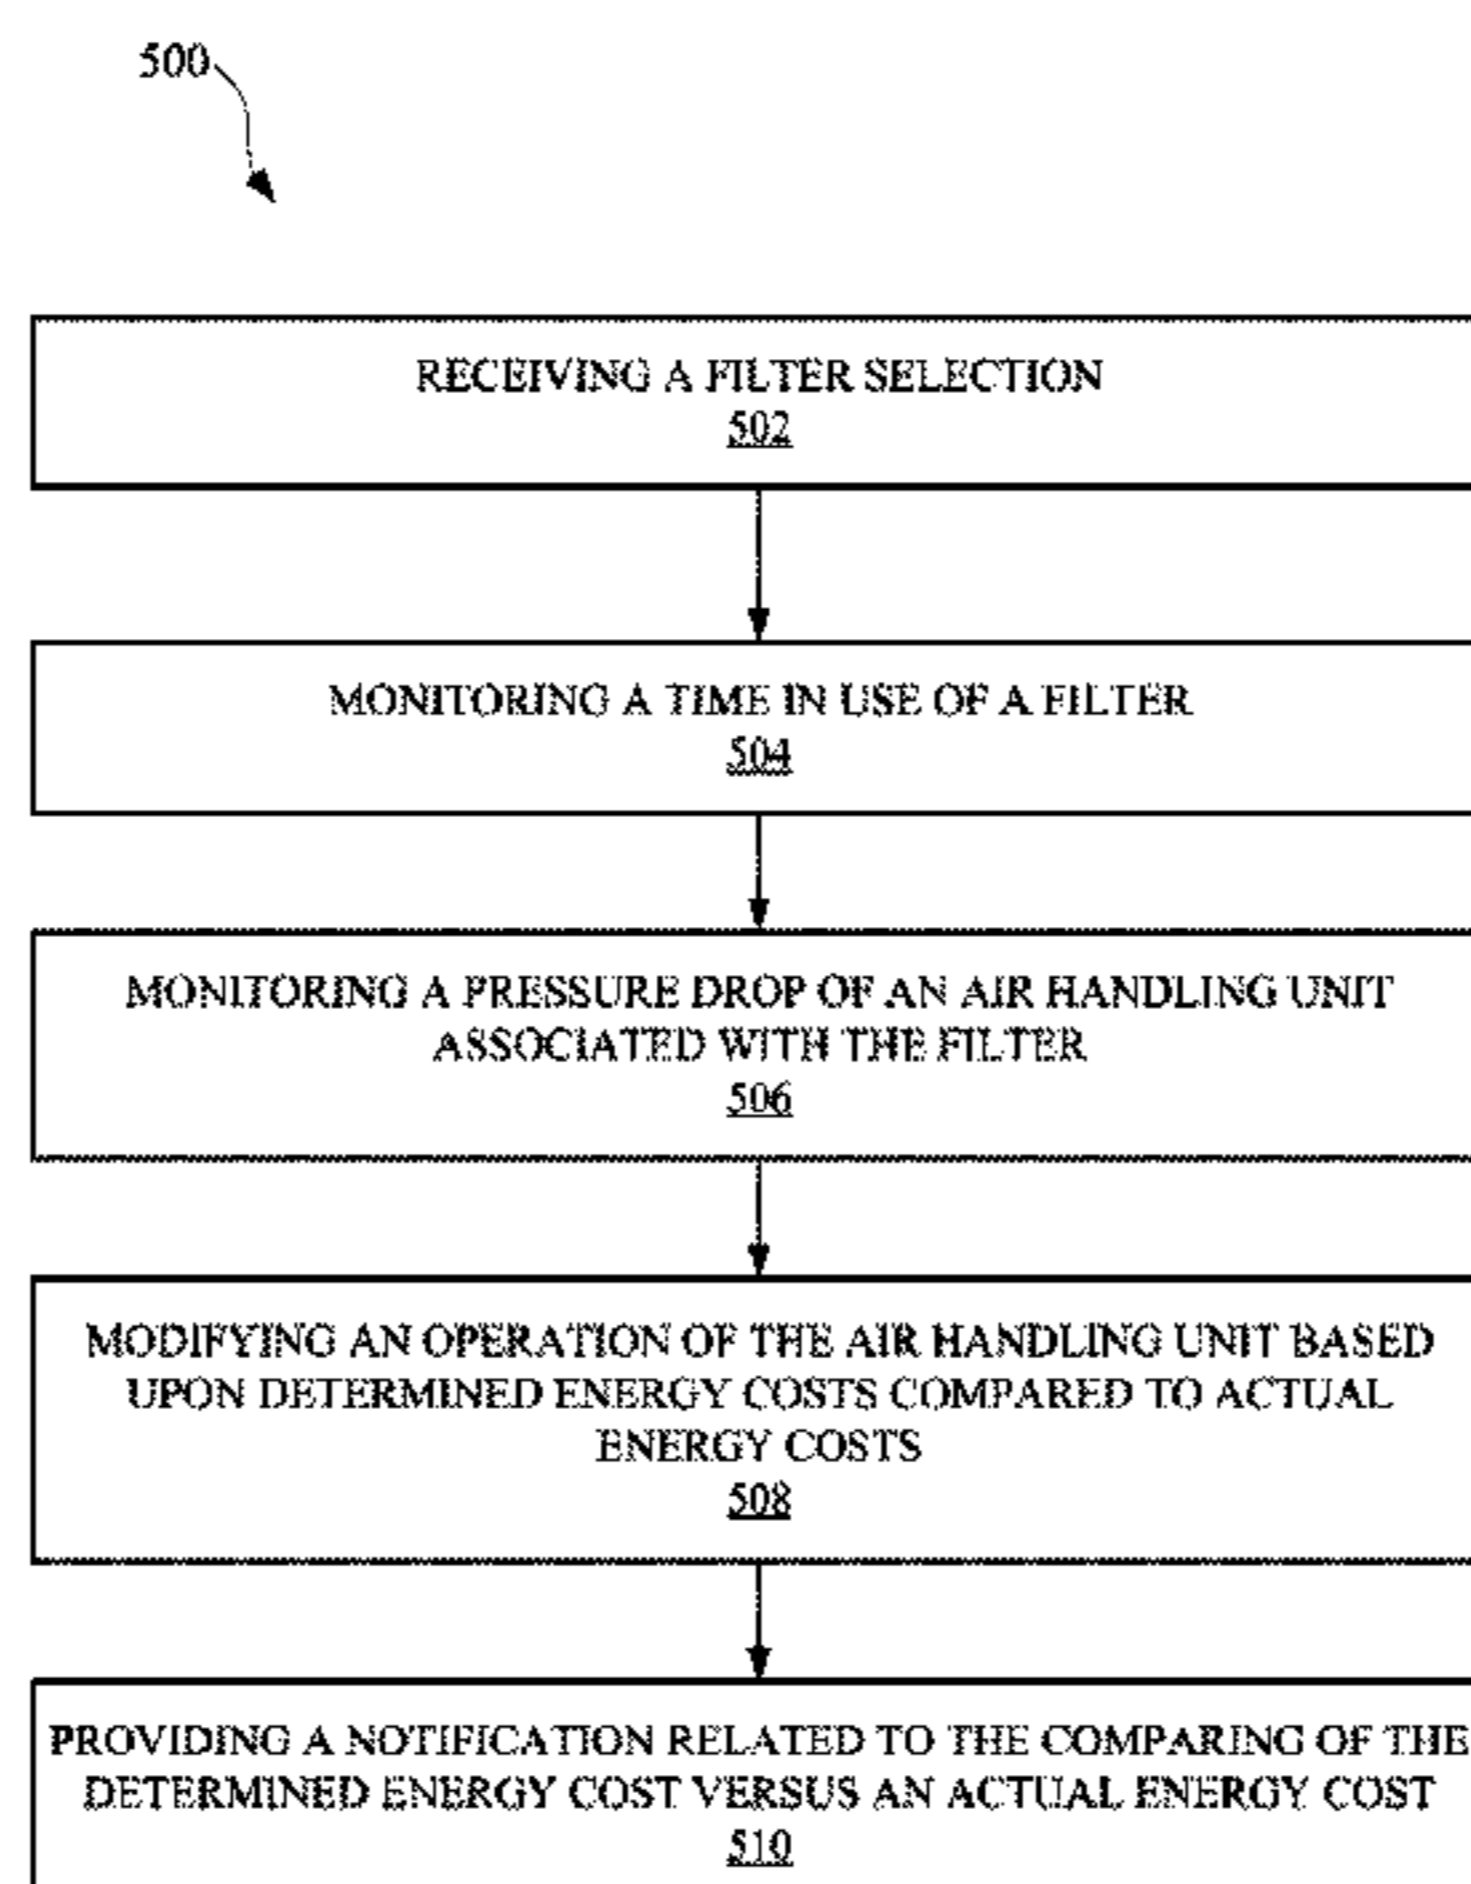 500
RECEIVING A FILTER SELECTION
502
MONITORING A TIME IN USE OF A FILTER
504
MONITORING A PRESSURE DROP OF AN AIR HANDLING UNIT
ASSOCIATED WITH THE FILTER
506
MODIFYING AN OPERATION OF THE AIR HANDLING UNIT BASED
UPON DETERMINED ENERGY COSTS COMPARED TO ACTUAL
ENERGY COSTS
508
PROVIDING A NOTIFICATION RELATED TO THE COMPARING OF THE
DETERMINED ENERGY COST VERSUS AN ACTUAL ENERGY COST
510